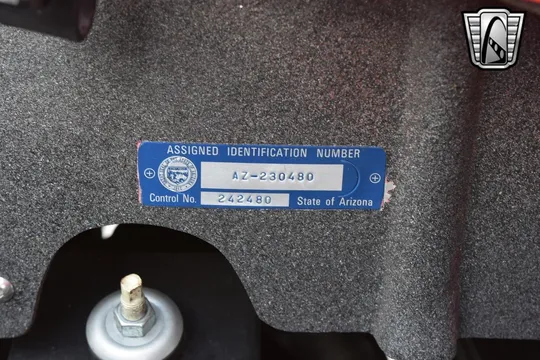 ASSIGNED IDENTIFICATION NUMBER
AZ-230480
Control No. 242480 State of Arizona